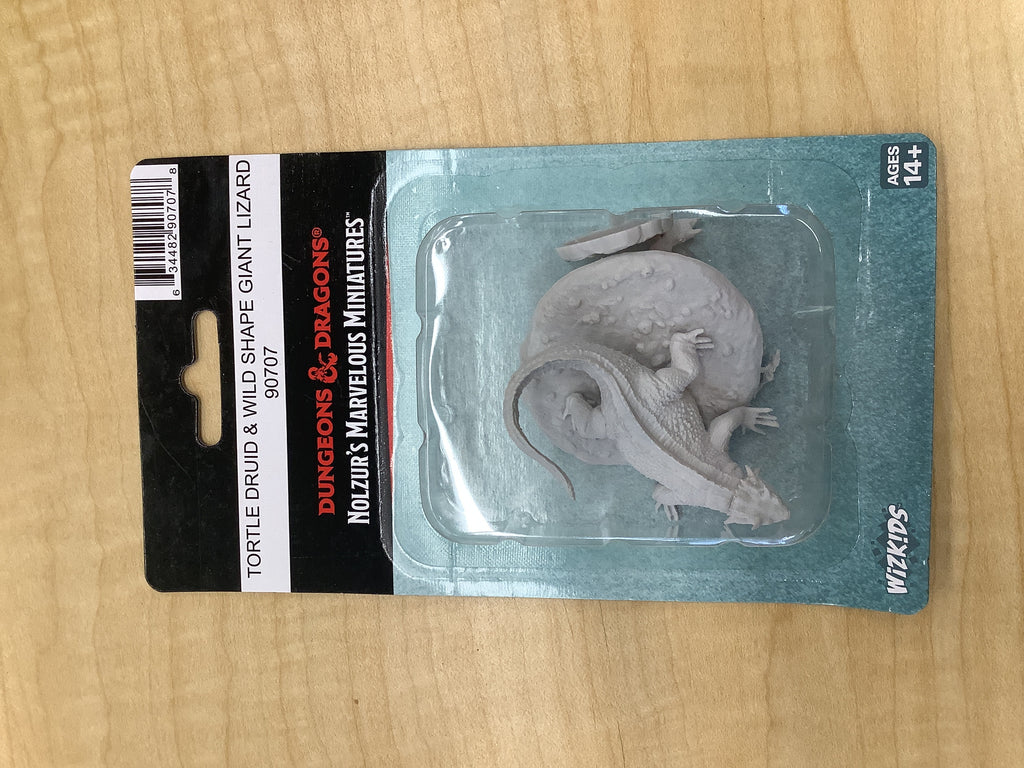 6 34482 90707 8
TORTLE DRUID & WILD SHAPE GIANT LIZARD
90707
DUNGEONS & DRAGONS®
NOLZUR'S MARVELOUS MINIATURES™
AGES
14+
WIZKIDS